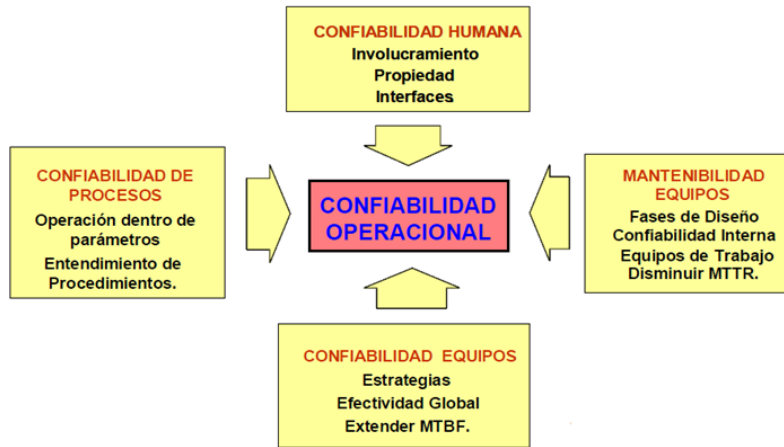 CONFIABILIDAD HUMANA
Involucramiento
Propiedad
Interfaces.
CONFIABILIDAD DE
PROCESOS
Operación dentro de
parámetros
Entendimiento de
Procedimientos.
CONFIABILIDAD
OPERACIONAL
MANTENIBILIDAD
EQUIPOS
Fases de Diseño
Confiabilidad Interna
Equipos de Trabajo
Disminuir MTTR.
CONFIABILIDAD EQUIPOS
Estrategias
Efectividad Global
Extender MTBF.